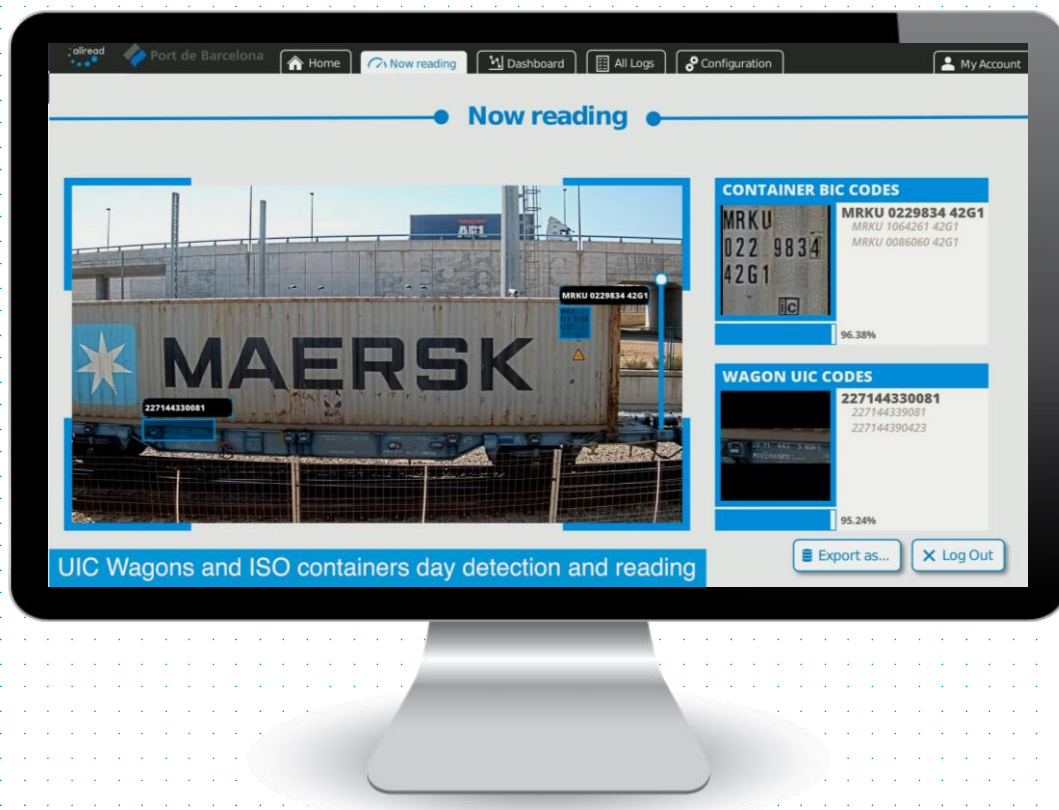 allread
Port de Barcelona
Home
Now reading
Dashboard
All Logs
Configuration
My Account
Now reading
MRKU 0229834 42G1
MAERSK
227144330081
CONTAINER BIC CODES
MRKU
022 9834
42G1
MRKU 0229834 42G1
MRKU 1064261 42G1
MRKU 0086060 42G1
96.38%
WAGON UIC CODES
227144330081
227144339081
227144390423
95.24%
UIC Wagons and ISO containers day detection and reading
Export as...
Log Out